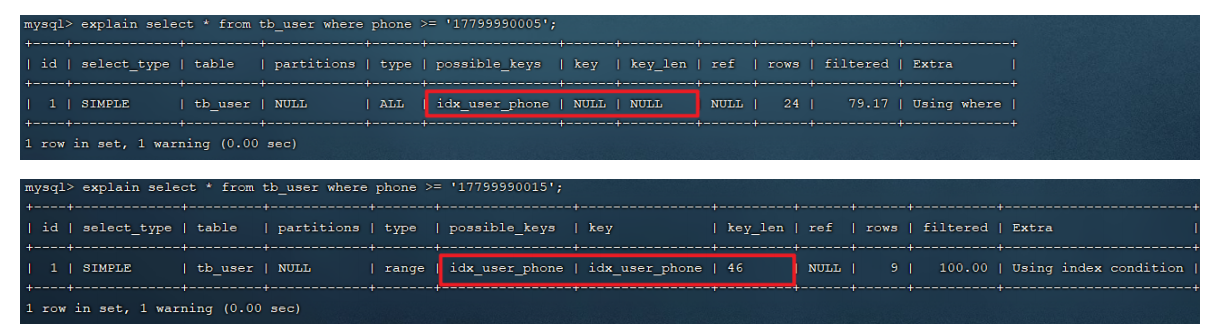 mysql> explain select * from tb_user where phone >= '17799990005';
+----+-------------+---------+------------+------+----------------+------+---------+------+------+----------+-------------+
| id | select_type | table   | partitions | type | possible_keys  | key  | key_len | ref  | rows | filtered | Extra       |
+----+-------------+---------+------------+------+----------------+------+---------+------+------+----------+-------------+
| 1 | SIMPLE      | tb_user | NULL       | ALL  | idx_user_phone | NULL | NULL    | NULL |   24 |    79.17 | Using where |
+----+-------------+---------+------------+------+----------------+------+---------+------+------+----------+-------------+
1 row in set, 1 warning (0.00 sec)
mysql> explain select * from tb_user where phone >= '17799990015';
+----+-------------+---------+------------+-------+----------------+----------------+---------+------+------+----------+-----------------------+
| id | select_type | table   | partitions | type  | possible_keys  | key            | key_len | ref  | rows | filtered | Extra                 |
+----+-------------+---------+------------+-------+----------------+----------------+---------+------+------+----------+-----------------------+
| 1 | SIMPLE      | tb_user | NULL       | range | idx_user_phone | idx_user_phone | 46      | NULL |    9 |   100.00 | Using index condition |
+----+-------------+---------+------------+-------+----------------+----------------+---------+------+------+----------+-----------------------+
1 row in set, 1 warning (0.00 sec)